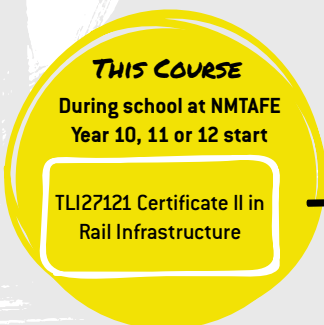 THIS COURSE
During school at NMTAFE
Year 10, 11 or 12 start
TLI27121 Certificate II in
Rail Infrastructure